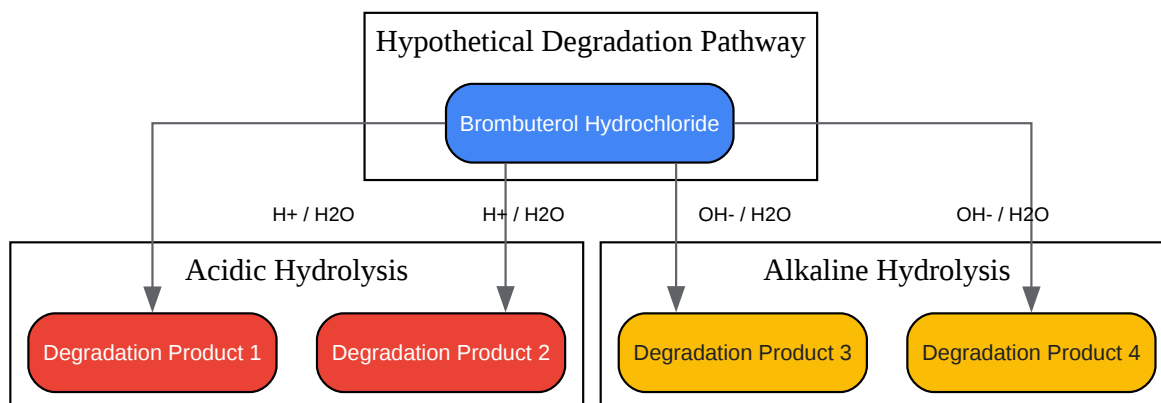 Hypothetical Degradation Pathway
Brombuterol Hydrochloride
H+ / H2O
H+ / H2O
OH- / H2O
OH- / H2O
Acidic Hydrolysis
Alkaline Hydrolysis
Degradation Product 1
Degradation Product 2
Degradation Product 3
Degradation Product 4